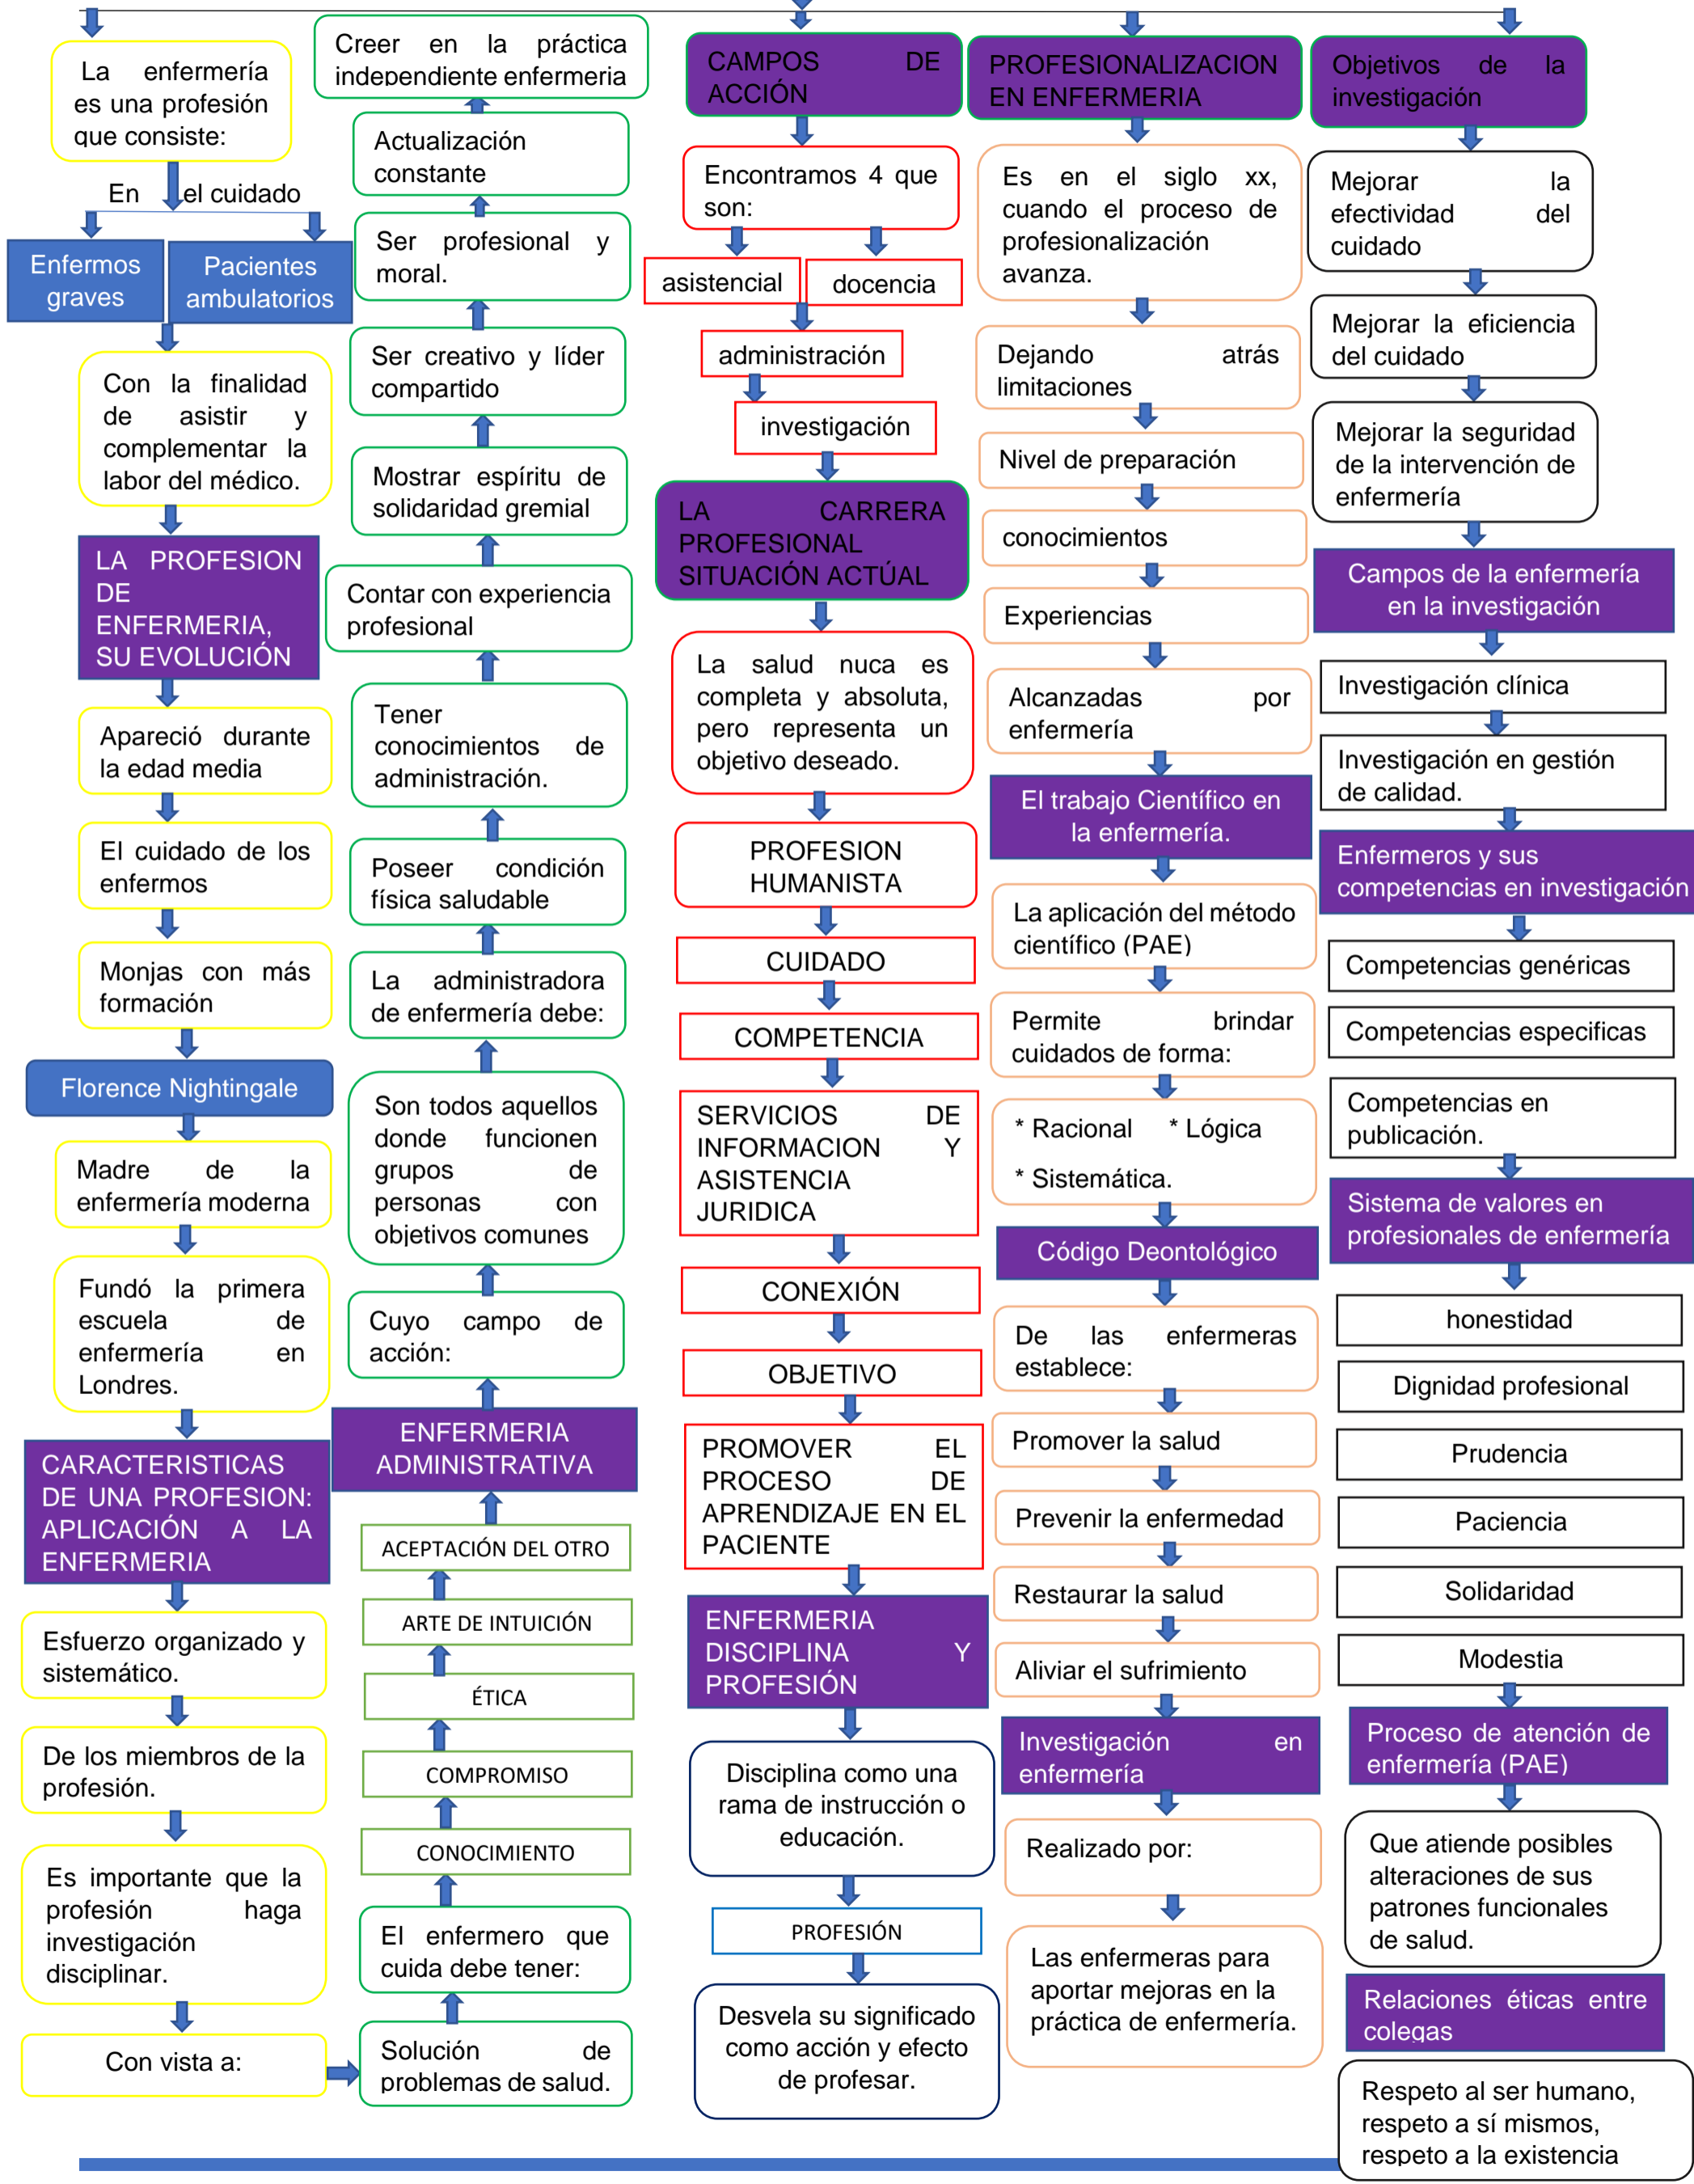 La enfermería
es una profesión
que consiste:
En el cuidado
Enfermos
graves
Pacientes
ambulatorios
Con la finalidad
de asistir y
complementar la
labor del médico.
LA PROFESION
DE
ENFERMERIA,
SU EVOLUCIÓN
Apareció durante
la edad media
El cuidado de los
enfermos
Monjas con más
formación
Florence Nightingale
Madre de la
enfermería moderna
Fundó la primera
escuela de
enfermería en
Londres.
CARACTERISTICAS
DE UNA PROFESION:
APLICACIÓN A LA
ENFERMERIA
Esfuerzo organizado y
sistemático.
De los miembros de la
profesión.
Es importante que la
profesión haga
investigación
disciplinar.
Con vista a:
Creer en la práctica
independiente enfermeria
Actualización
constante
Ser profesional y
moral.
Ser creativo y líder
compartido
Mostrar espíritu de
solidaridad gremial
Contar con experiencia
profesional
Tener
conocimientos de
administración.
Poseer condición
física saludable
La administradora
de enfermería debe:
Son todos aquellos
donde funcionen
grupos de
personas con
objetivos comunes
Cuyo campo de
acción:
ENFERMERIA
ADMINISTRATIVA
ACEPTACIÓN DEL OTRO
ARTE DE INTUICIÓN
ÉTICA
COMPROMISO
CONOCIMIENTO
El enfermero que
cuida debe tener:
Solución de
problemas de salud.
CAMPOS DE
ACCIÓN
Encontramos 4 que
son:
asistencial
docencia
administración
investigación
LA CARRERA
PROFESIONAL
SITUACIÓN ACTÚAL
La salud nuca es
completa y absoluta,
pero representa un
objetivo deseado.
PROFESION
HUMANISTA
CUIDADO
COMPETENCIA
SERVICIOS DE
INFORMACION Y
ASISTENCIA
JURIDICA
CONEXIÓN
OBJETIVO
PROMOVER EL
PROCESO DE
APRENDIZAJE EN EL
PACIENTE
ENFERMERIA
DISCIPLINA Y
PROFESIÓN
Disciplina como una
rama de instrucción o
educación.
PROFESIÓN
Desvela su significado
como acción y efecto
de profesar.
PROFESIONALIZACION
EN ENFERMERIA
Es en el siglo xx,
cuando el proceso de
profesionalización
avanza.
Dejando atrás
limitaciones
Nivel de preparación
conocimientos
Experiencias
Alcanzadas por
enfermería
El trabajo Científico en
la enfermería.
La aplicación del método
científico (PAE)
Permite brindar
cuidados de forma:
* Racional * Lógica
* Sistemática.
Código Deontológico
De las enfermeras
establece:
Promover la salud
Prevenir la enfermedad
Restaurar la salud
Aliviar el sufrimiento
Investigación en
enfermería
Realizado por:
Las enfermeras para
aportar mejoras en la
práctica de enfermería.
Objetivos de la
investigación
Mejorar la
efectividad del
cuidado
Mejorar la eficiencia
del cuidado
Mejorar la seguridad
de la intervención de
enfermería
Campos de la enfermería
en la investigación
Investigación clínica
Investigación en gestión
de calidad.
Enfermeros y sus
competencias en investigación
Competencias genéricas
Competencias especificas
Competencias en
publicación.
Sistema de valores en
profesionales de enfermería
honestidad
Dignidad profesional
Prudencia
Paciencia
Solidaridad
Modestia
Proceso de atención de
enfermería (PAE)
Que atiende posibles
alteraciones de sus
patrones funcionales
de salud.
Relaciones éticas entre
colegas
Respeto al ser humano,
respeto a sí mismos,
respeto a la existencia